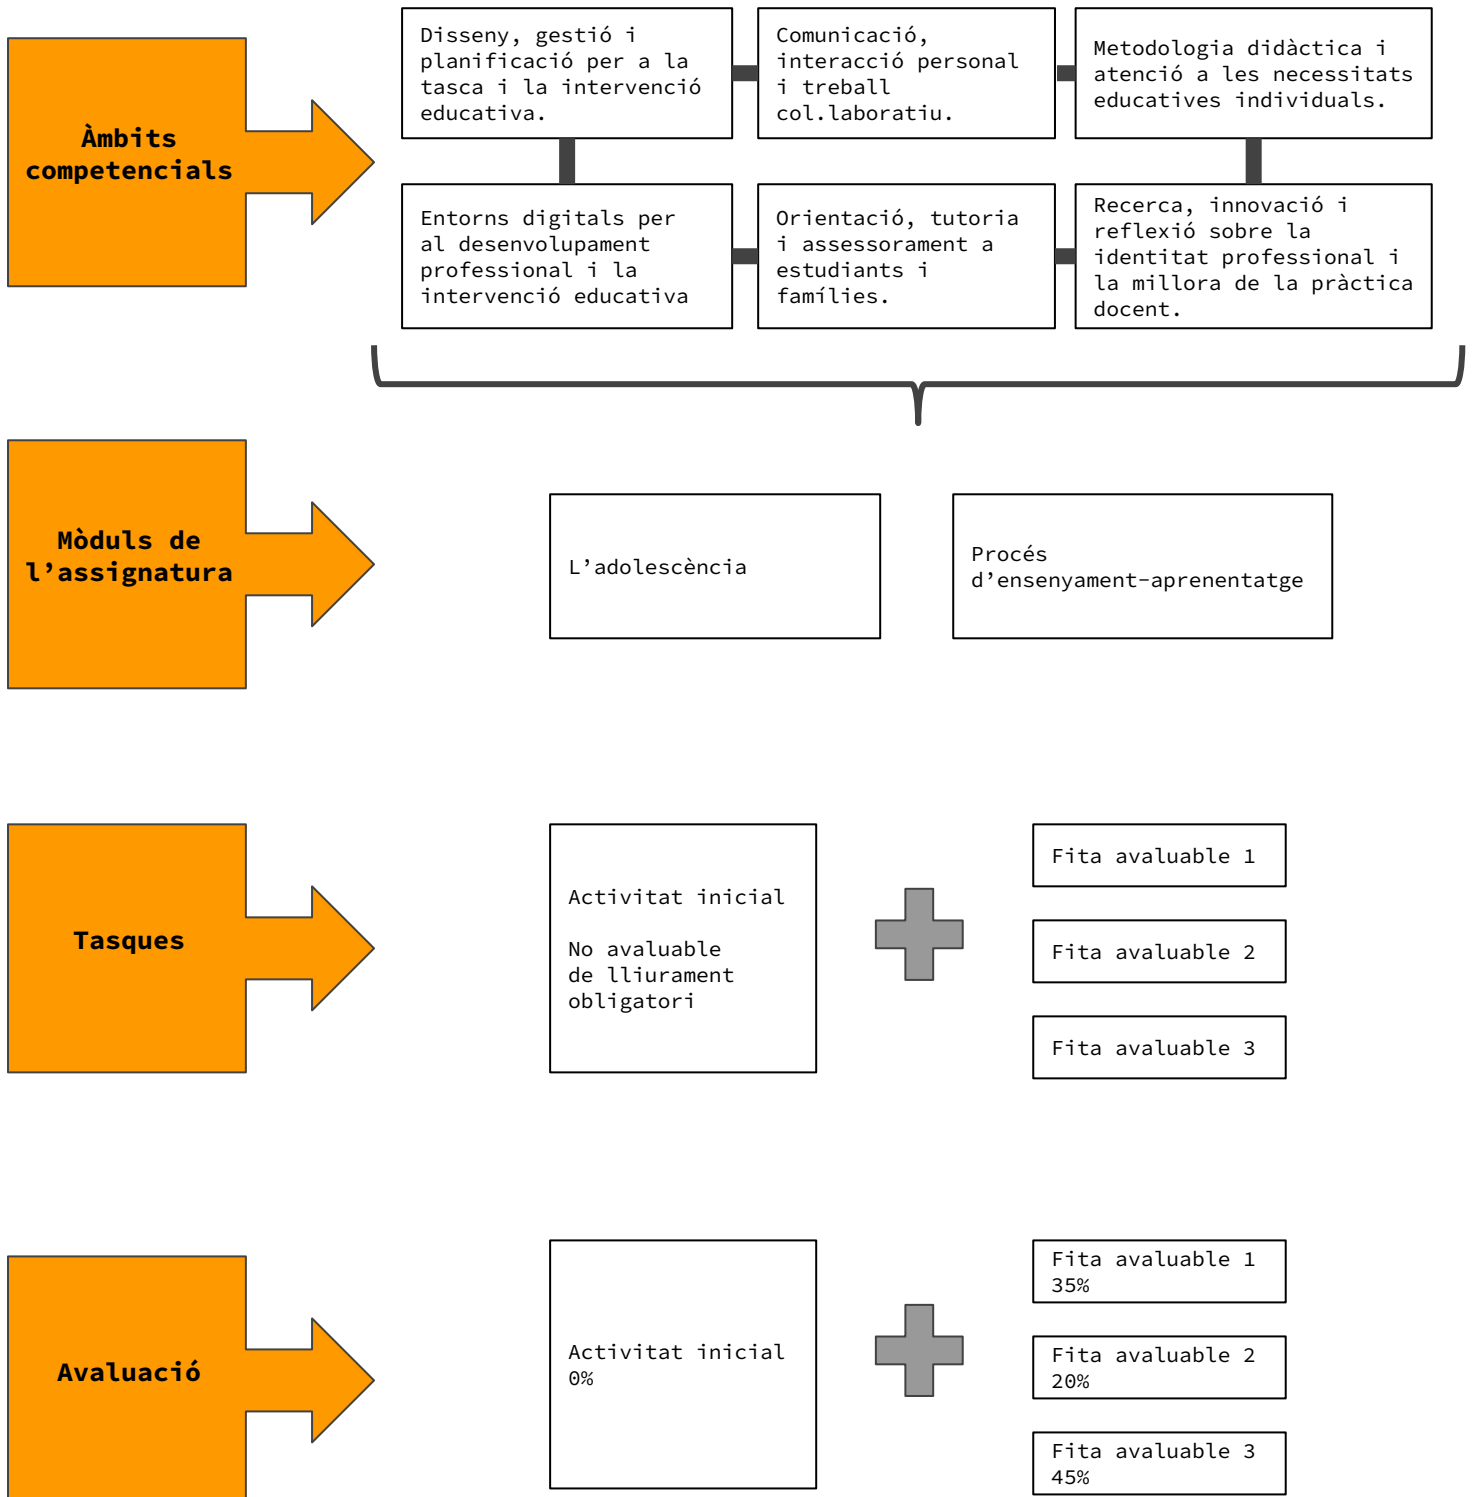 Àmbits
competencials
Disseny, gestió i
planificació per a la
tasca i la intervenció
educativa.
Comunicació,
interacció personal
i treball
col.laboratiu.
Metodologia didàctica i
atenció a les necessitats
educatives individuals.
Entorns digitals per
al desenvolupament
professional i la
intervenció educativa
Orientació, tutoria
i assessorament a
estudiants i
famílies.
Recerca, innovació i
reflexió sobre la
identitat professional i
la millora de la pràctica
docent.
Mòduls de
l’assignatura
L’adolescència
Procés
d’ensenyament-aprenentatge
Tasques
Activitat inicial
No avaluable
de lliurament
obligatori
Fita avaluable 1
Fita avaluable 2
Fita avaluable 3
Avaluació
Activitat inicial
0%
Fita avaluable 1
35%
Fita avaluable 2
20%
Fita avaluable 3
45%